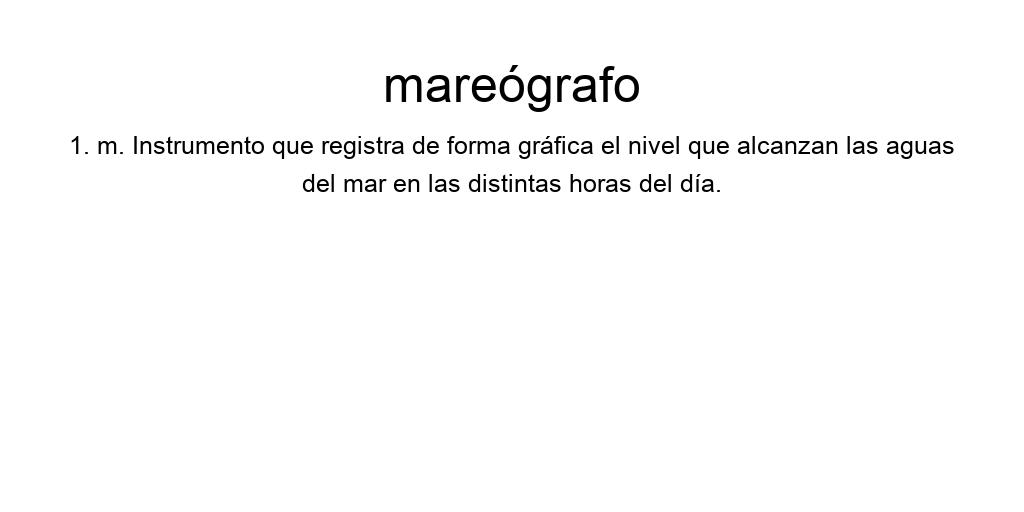 mareógrafo
1. m. Instrumento que registra de forma gráfica el nivel que alcanzan las aguas
del mar en las distintas horas del día.